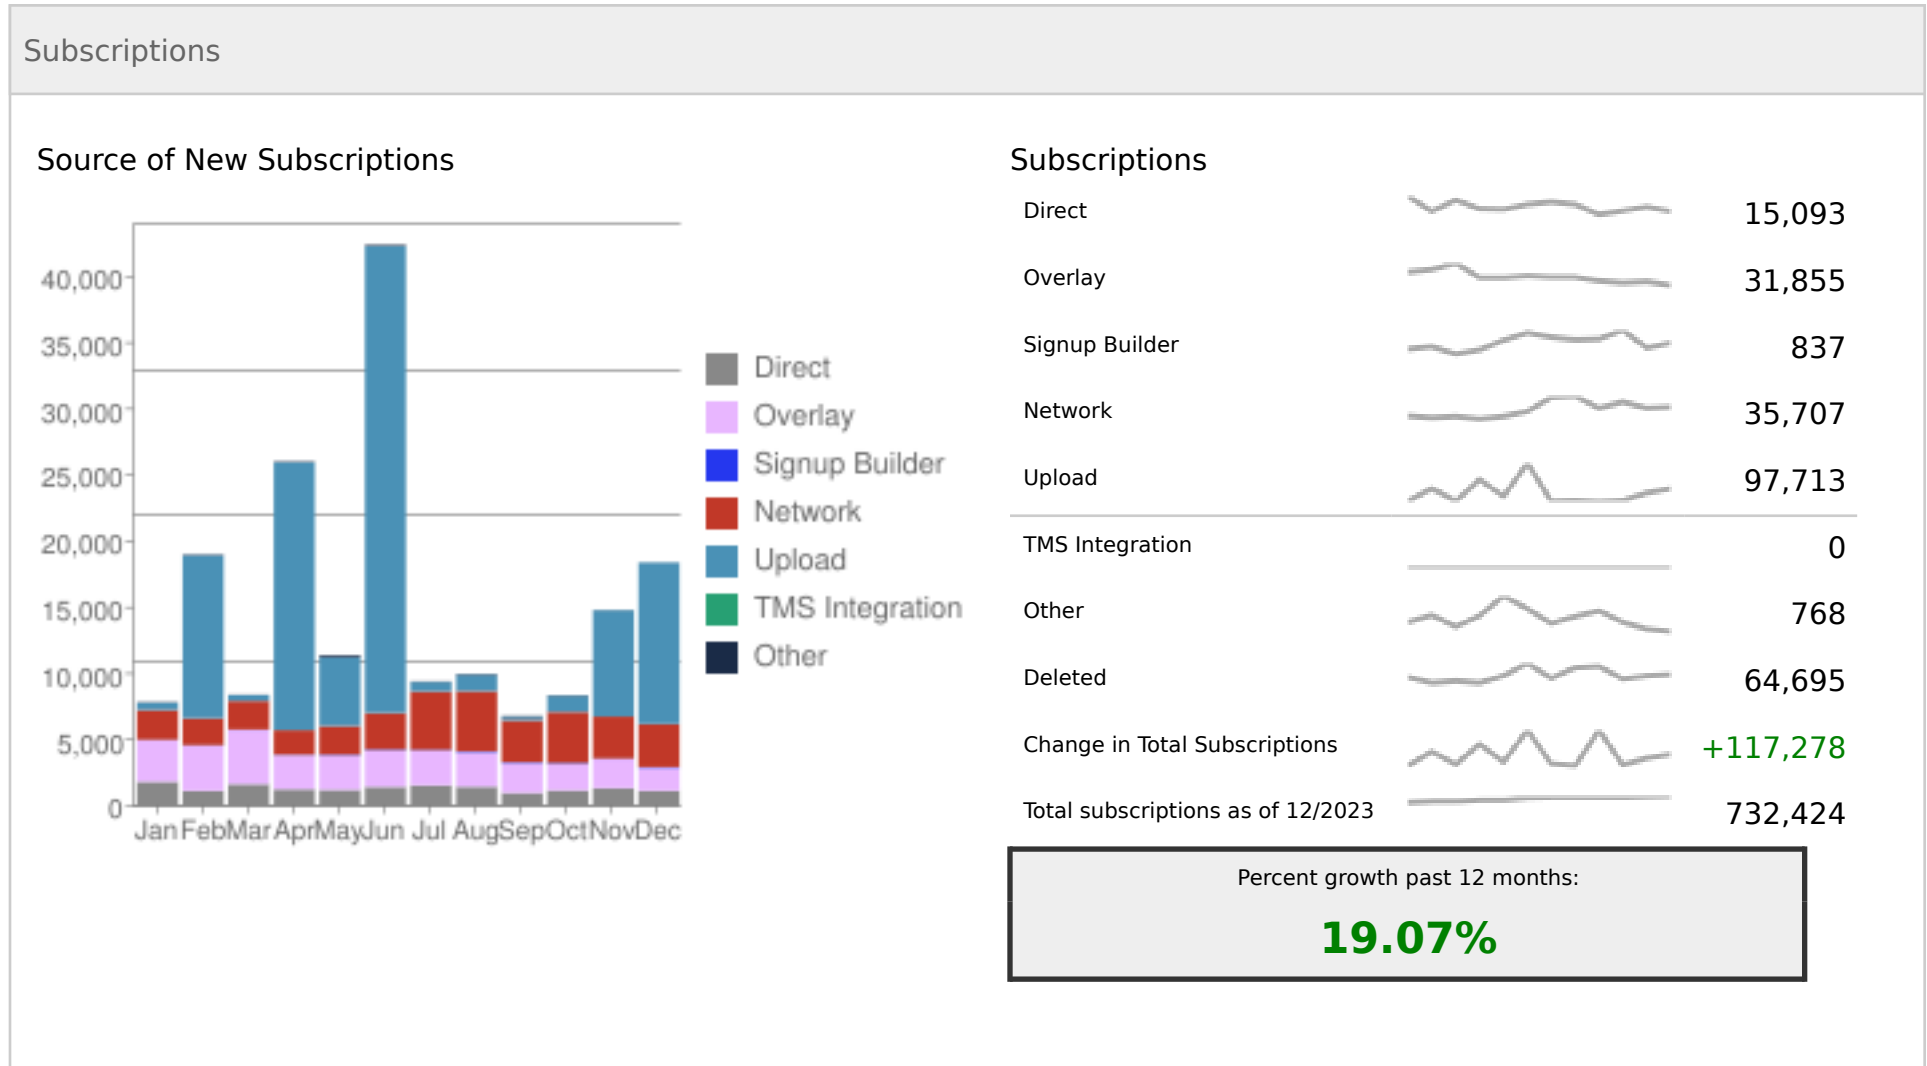 Subscriptions
Source of New Subscriptions
40,000
35,000
30,000
25,000
20,000
15,000
10,000
5,000
0
Jan Feb Mar Apr May Jun Jul Aug Sep Oct Nov Dec
Direct
Overlay
Signup Builder
Network
Upload
TMS Integration
Other
Subscriptions
Direct 15,093
Overlay 31,855
Signup Builder 837
Network 35,707
Upload 97,713
TMS Integration 0
Other 768
Deleted 64,695
Change in Total Subscriptions +117,278
Total subscriptions as of 12/2023 732,424
Percent growth past 12 months:
19.07%